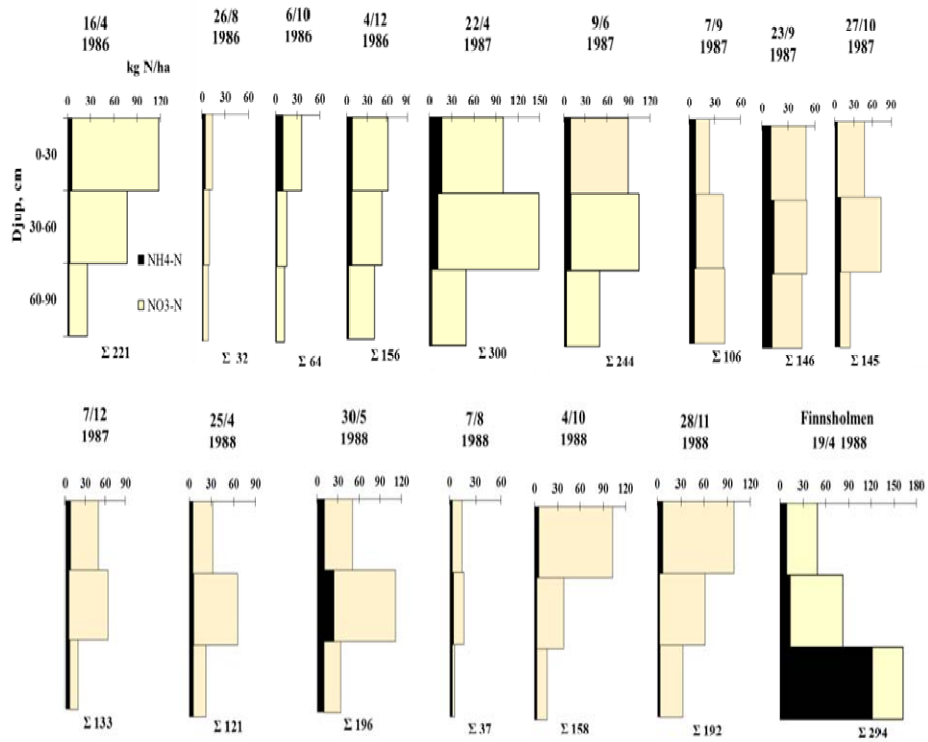 16/4 1986
26/8 1986
6/10 1986
4/12 1986
22/4 1987
9/6 1987
7/9 1987
23/9 1987
27/10 1987
kg N/ha
0 30 60 90 120
0 30 60
0 30 60
0 30 60 90
0 30 60 90 120 150
0 30 60 90 120
0 30 60
0 30 60
0 30 60 90
Djup, cm
0-30
30-60
60-90
NH4-N
NO3-N
Σ 221
Σ 32
Σ 64
Σ 156
Σ 300
Σ 244
Σ 106
Σ 146
Σ 145
7/12 1987
25/4 1988
30/5 1988
7/8 1988
4/10 1988
28/11 1988
Finnsholmen 19/4 1988
0 30 60 90
0 30 60 90
0 30 60 90 120
0 30 60
0 30 60 90 120
0 30 60 90 120
0 30 60 90 120 150 180
Σ 133
Σ 121
Σ 196
Σ 37
Σ 158
Σ 192
Σ 294